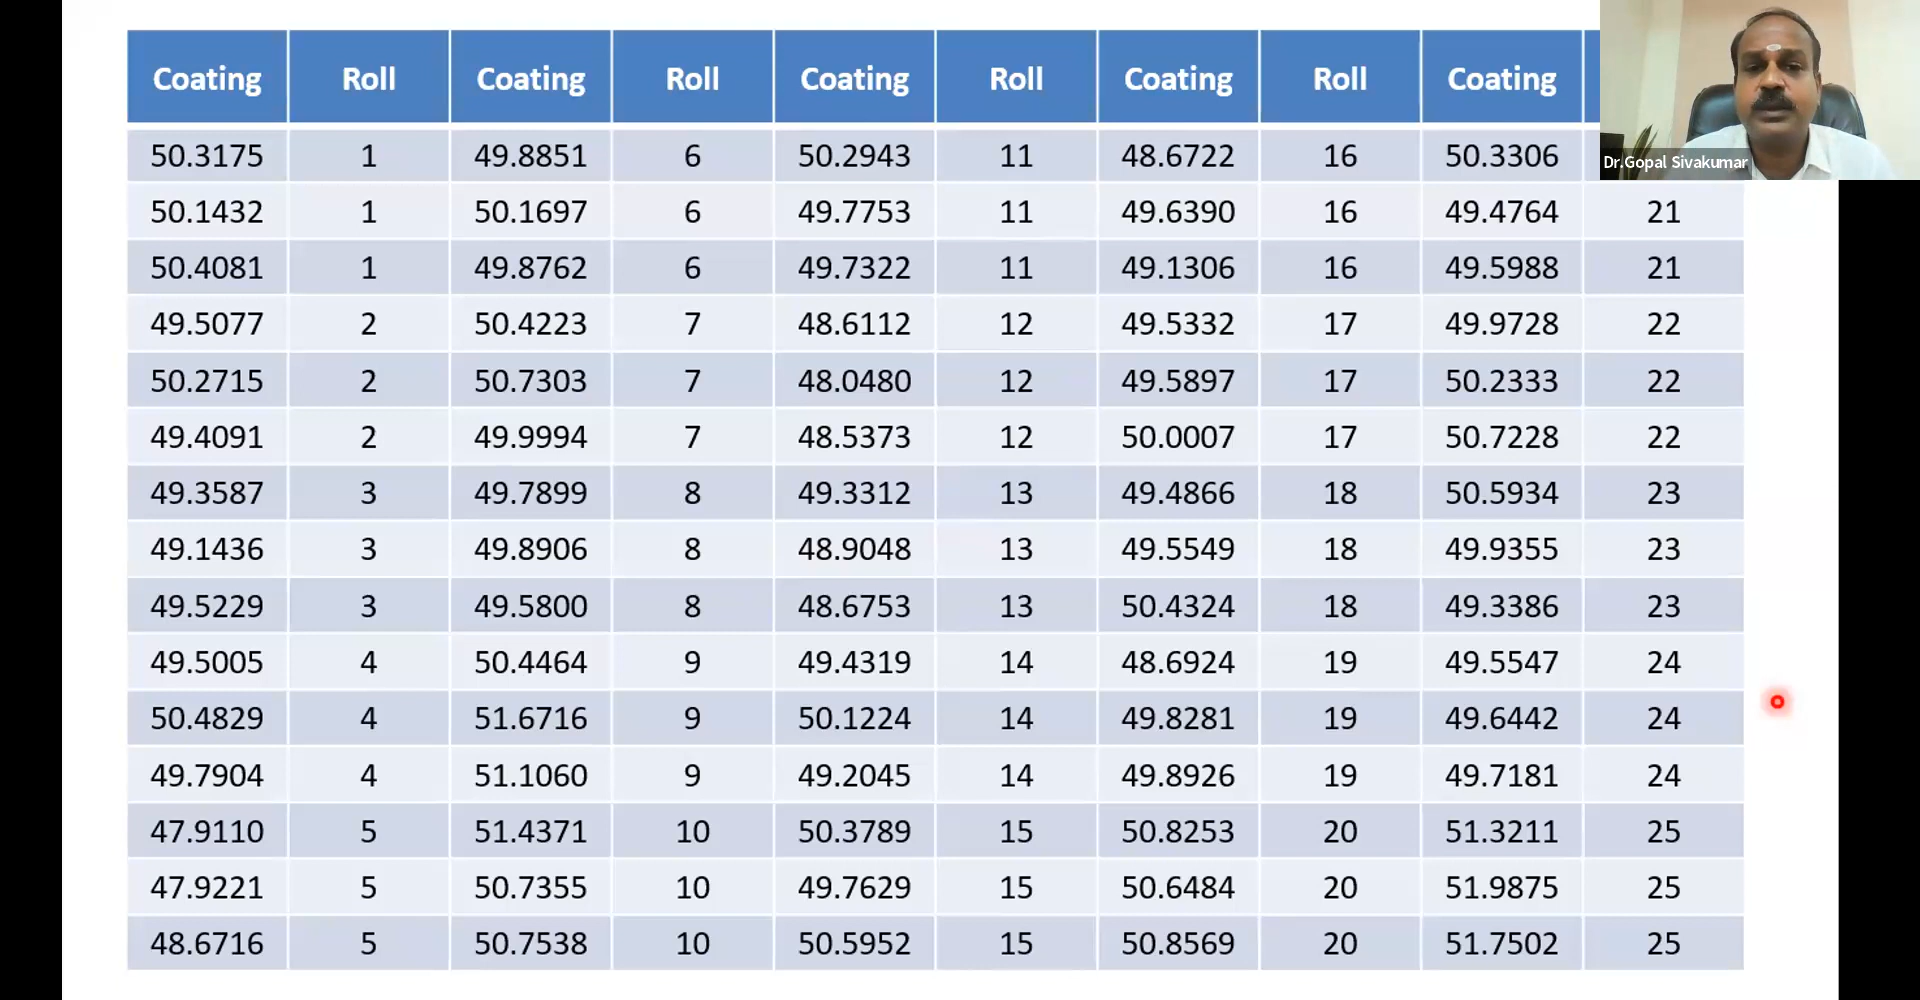 Coating Roll Coating Roll Coating Roll Coating Roll Coating
50.3175 1 49.8851 6 50.2943 11 48.6722 16 50.3306
Dr.Gopal Sivakumar
50.1432 1 50.1697 6 49.7753 11 49.6390 16 49.4764 21
50.4081 1 49.8762 6 49.7322 11 49.1306 16 49.5988 21
49.5077 2 50.4223 7 48.6112 12 49.5332 17 49.9728 22
50.2715 2 50.7303 7 48.0480 12 49.5897 17 50.2333 22
49.4091 2 49.9994 7 48.5373 12 50.0007 17 50.7228 22
49.3587 3 49.7899 8 49.3312 13 49.4866 18 50.5934 23
49.1436 3 49.8906 8 48.9048 13 49.5549 18 49.9355 23
49.5229 3 49.5800 8 48.6753 13 50.4324 18 49.3386 23
49.5005 4 50.4464 9 49.4319 14 48.6924 19 49.5547 24
50.4829 4 51.6716 9 50.1224 14 49.8281 19 49.6442 24
49.7904 4 51.1060 9 49.2045 14 49.8926 19 49.7181 24
47.9110 5 51.4371 10 50.3789 15 50.8253 20 51.3211 25
47.9221 5 50.7355 10 49.7629 15 50.6484 20 51.9875 25
48.6716 5 50.7538 10 50.5952 15 50.8569 20 51.7502 25